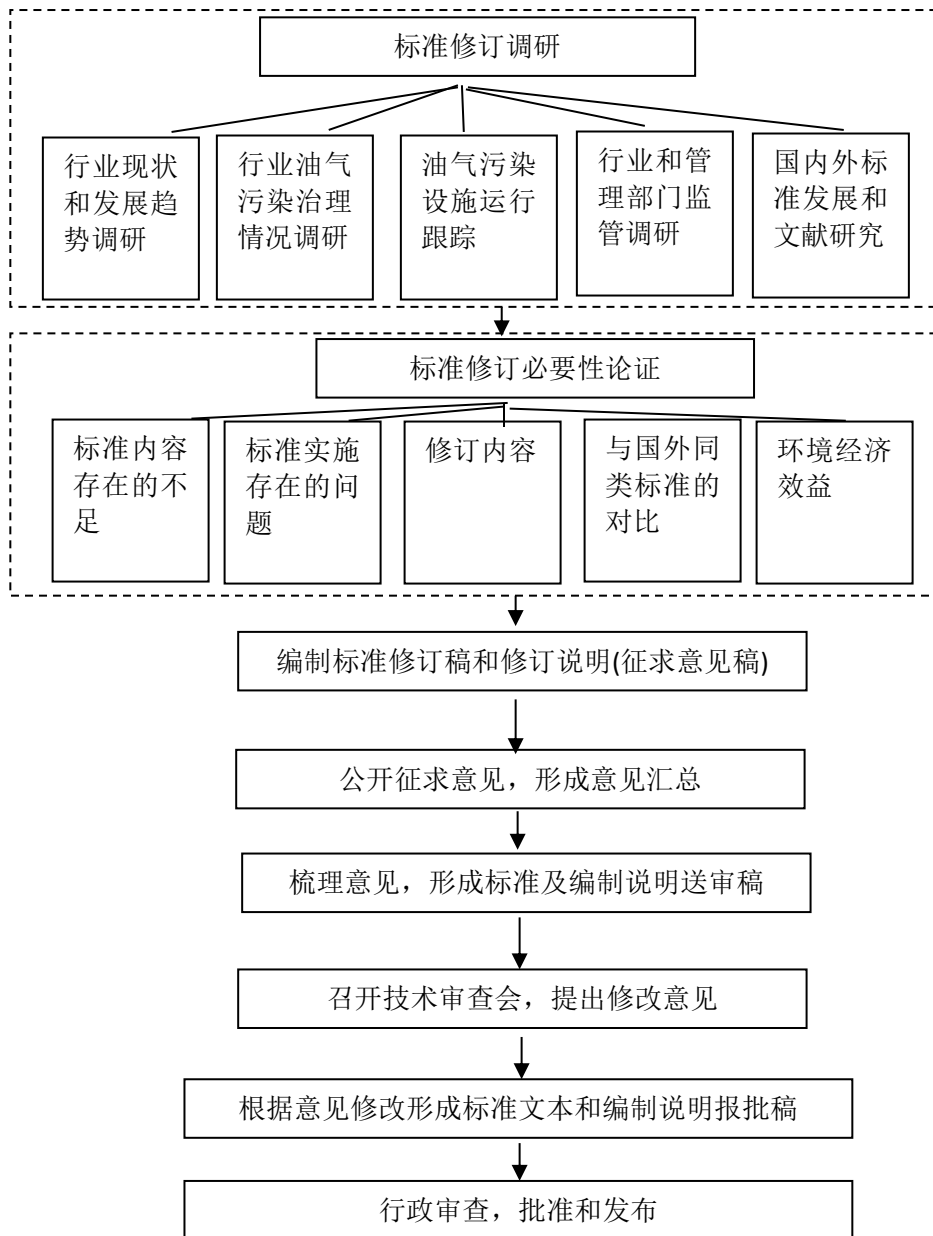 标准修订调研
行业现状
和发展趋
势调研
行业油气
污染治理
情况调研
油气污染
设施运行
跟踪
行业和管
理部门监
管调研
国内外标
准发展和
文献研究
标准修订必要性论证
标准内容
存在的不
足
标准实施
存在的问
题
修订内容
与国外同
类标准的
对比
环境经济
效益
编制标准修订稿和修订说明(征求意见稿)
公开征求意见，形成意见汇总
梳理意见，形成标准及编制说明送审稿
召开技术审查会，提出修改意见
根据意见修改形成标准文本和编制说明报批稿
行政审查，批准和发布